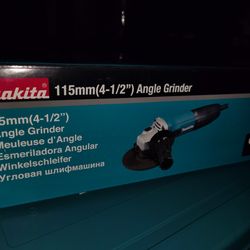 akita 115mm(4-1/2") Angle Grinder
5mm(4-1/2")
Angle Grinder
Meuleuse d'Angle
Esmeriladora Angular
Winkelschleifer
Угловая шлифмашина